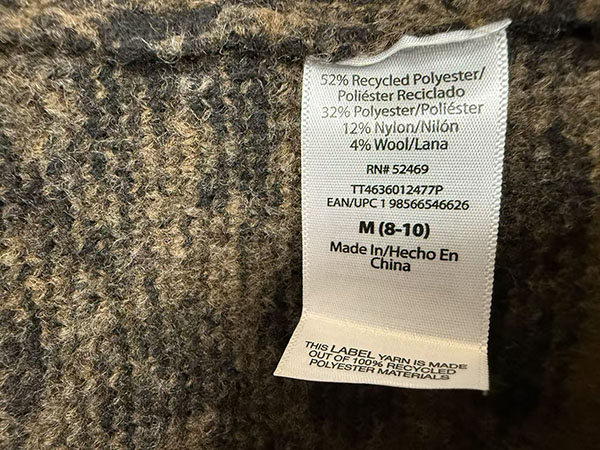 52% Recycled Polyester/
Poliéster Reciclado
32% Polyester/Poliéster
12% Nylon/Nilón
4% Wool/Lana
RN# 52469
TT4636012477P
EAN/UPC 1 98566546626
M (8-10)
Made In/Hecho En
China
THIS LABEL YARN IS MADE
OUT OF 100% RECYCLED
POLYESTER MATERIALS